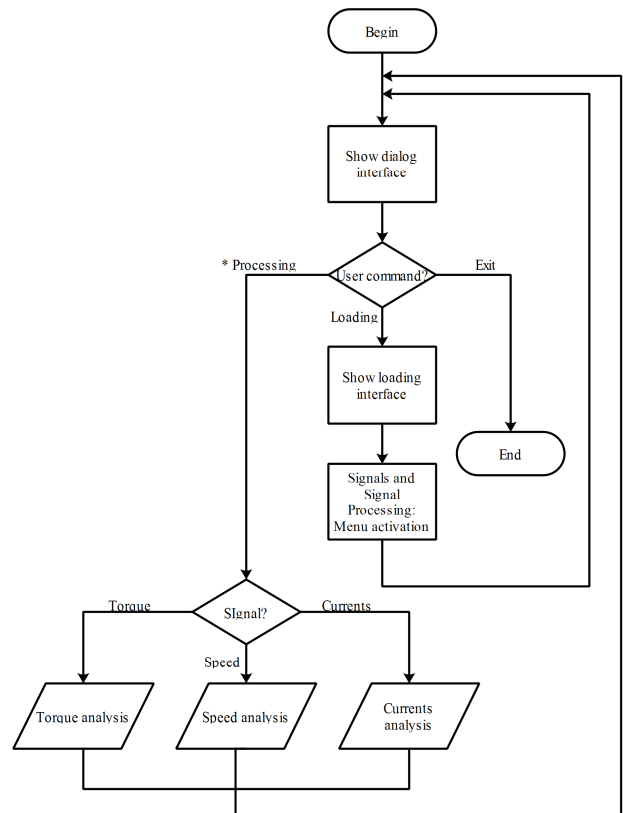 Begin
Show dialog
interface
* Processing
User command?
Exit
Loading
Show loading
interface
End
Signals and
Signal
Processing:
Menu activation
Torque
SIgnal?
Currents
Speed
Torque analysis
Speed analysis
Currents
analysis